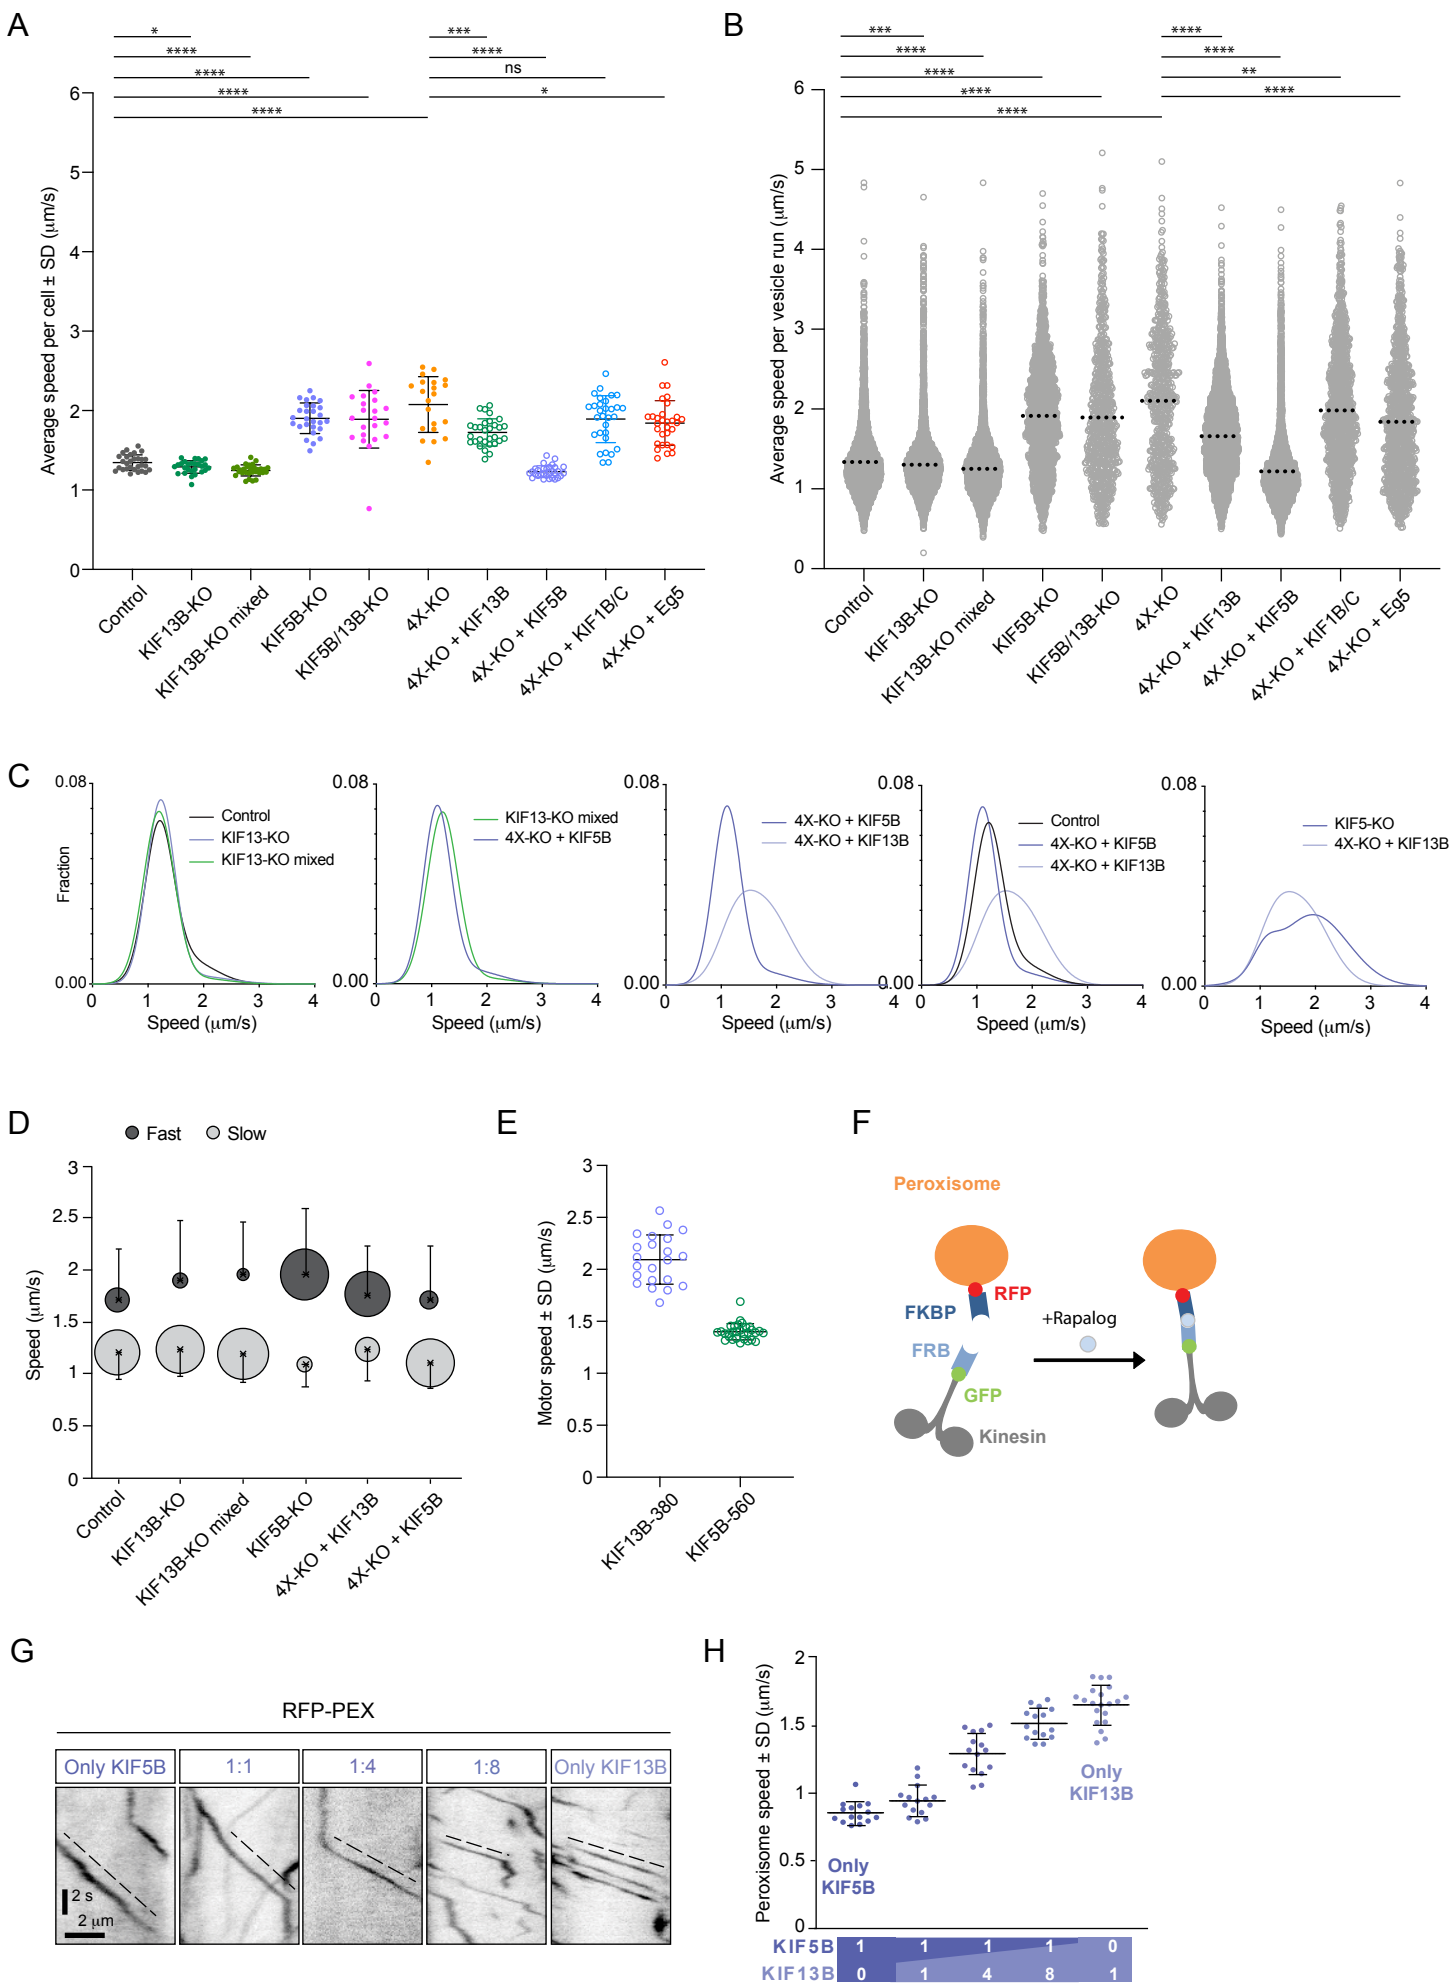 A
B
*
***
****
****
****
****
***
****
ns
*
****
****
****
****
****
****
**
****
Average speed per cell ± SD (μm/s)
6
5
4
3
2
1
0
Control
KIF13B-KO
KIF13B-KO mixed
KIF5B-KO
KIF5B/13B-KO
4X-KO
4X-KO + KIF13B
4X-KO + KIF5B
4X-KO + KIF1B/C
4X-KO + Eg5
Average speed per vesicle run (μm/s)
6
5
4
3
2
1
0
Control
KIF13B-KO
KIF13B-KO mixed
KIF5B-KO
KIF5B/13B-KO
4X-KO
4X-KO + KIF13B
4X-KO + KIF5B
4X-KO + KIF1B/C
4X-KO + Eg5
C
Fraction
0.08
0.00
Control
KIF13-KO
KIF13-KO mixed
0 1 2 3 4
Speed (μm/s)
0.08
0.00
KIF13-KO mixed
4X-KO + KIF5B
0 1 2 3 4
Speed (μm/s)
0.08
0.00
4X-KO + KIF5B
4X-KO + KIF13B
0 1 2 3 4
Speed (μm/s)
0.08
0.00
Control
4X-KO + KIF5B
4X-KO + KIF13B
0 1 2 3 4
Speed (μm/s)
0.08
0.00
KIF5-KO
4X-KO + KIF13B
0 1 2 3 4
Speed (μm/s)
D
Fast Slow
Speed (μm/s)
3
2.5
2
1.5
1
0.5
0
Control
KIF13B-KO
KIF13B-KO mixed
KIF5B-KO
4X-KO + KIF13B
4X-KO + KIF5B
E
Motor speed ± SD (μm/s)
3
2.5
2
1.5
1
0.5
0
KIF13B-380
KIF5B-560
F
Peroxisome
RFP
FKBP
FRB
GFP
Kinesin
+Rapalog
G
RFP-PEX
Only KIF5B
1:1
1:4
1:8
Only KIF13B
2 s
2 μm
H
Peroxisome speed ± SD (μm/s)
2
1.5
1
0.5
0
Only
KIF5B
Only
KIF13B
KIF5B 1 1 1 1 0
KIF13B 0 1 4 8 1